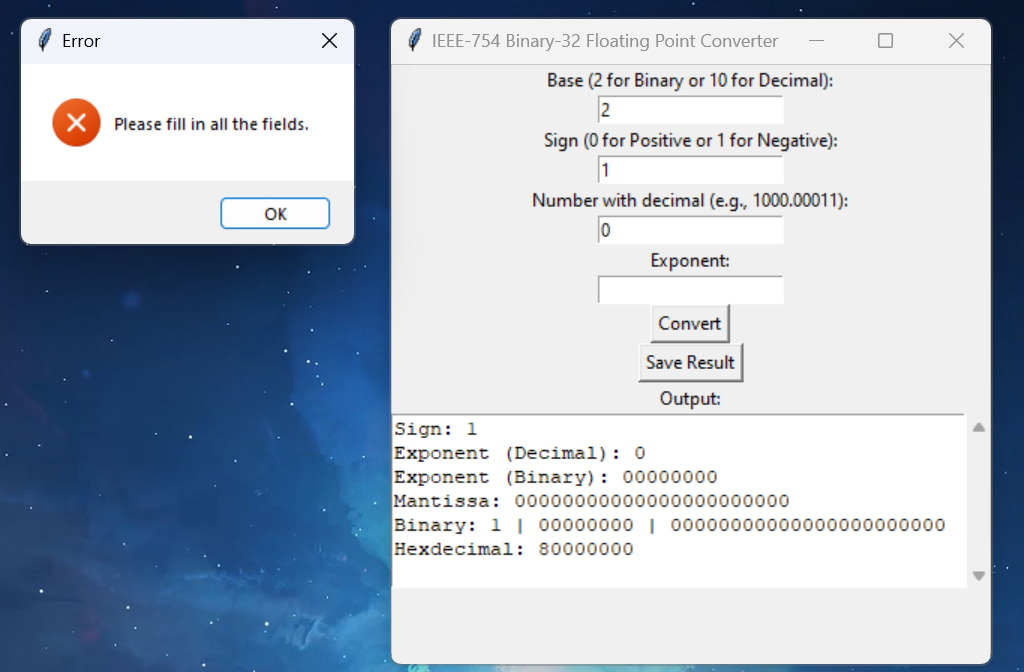 Error
Please fill in all the fields.
OK
IEEE-754 Binary-32 Floating Point Converter
Base (2 for Binary or 10 for Decimal):
2
Sign (0 for Positive or 1 for Negative):
1
Number with decimal (e.g., 1000.00011):
0
Exponent:
Convert
Save Result
Output:
Sign: 1
Exponent (Decimal): 0
Exponent (Binary): 00000000
Mantissa: 00000000000000000000000
Binary: 1 | 00000000 | 00000000000000000000000
Hexdecimal: 80000000